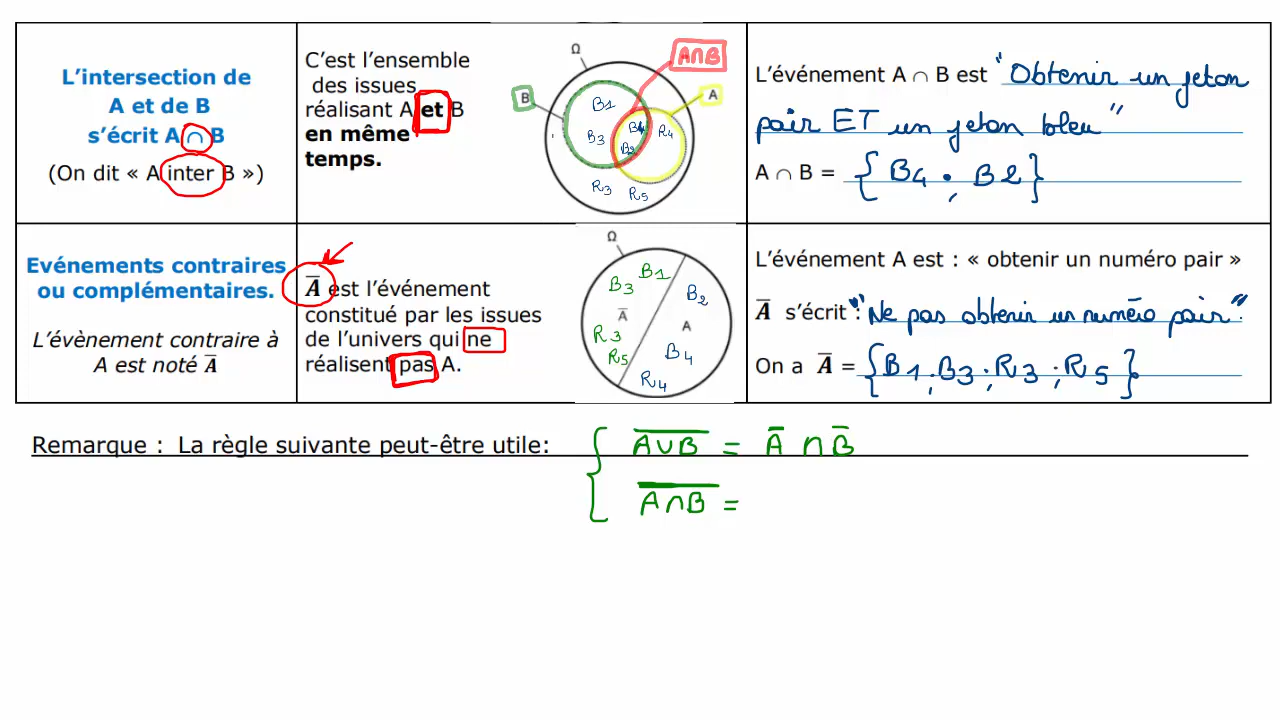 L'intersection de
A et de B
s'écrit A ∩ B
(On dit « A inter B »)
C'est l'ensemble
des issues
réalisant A et B
en même
temps.
Ω
A∩B
B
A
B1
B3
B4
B2
R4
R3
R5
L'événement A ∩ B est "Obtenir un jeton
pair ET un jeton bleu"
A ∩ B = {B4 ; B2}
Evénements contraires
ou complémentaires.
L'évènement contraire à
A est noté A̅
A̅ est l'événement
constitué par les issues
de l'univers qui ne
réalisent pas A.
Ω
B1
B3
B2
A̅
A
R3
R5
B4
R4
L'événement A est : « obtenir un numéro pair »
A̅ s'écrit : "Ne pas obtenir un numéro pair".
On a A̅ = {B1 ; B3 ; R3 ; R5}
Remarque : La règle suivante peut-être utile: { A̅∪̅B̅ = A̅ ∩ B̅
A̅∩̅B̅ =